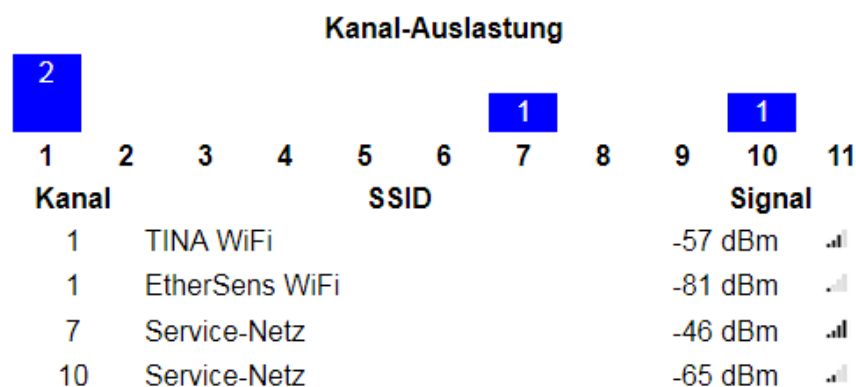 Kanal-Auslastung
2 1 1
1 2 3 4 5 6 7 8 9 10 11
Kanal SSID Signal
1 TINA WiFi -57 dBm
1 EtherSens WiFi -81 dBm
7 Service-Netz -46 dBm
10 Service-Netz -65 dBm